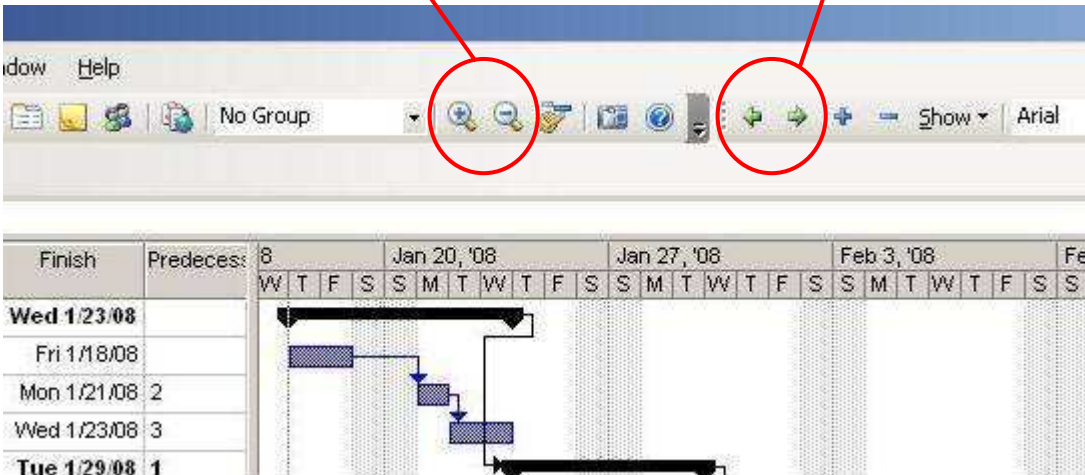 ndow Help
No Group Show Arial
Finish Predecess 8 Jan 20, '08 Jan 27, '08 Feb 3, '08 Fe
W T F S S M T W T F S S M T W T F S S M T W T F S S
Wed 1/23/08
Fri 1/18/08
Mon 1/21/08 2
Wed 1/23/08 3
Tue 1/29/08 1